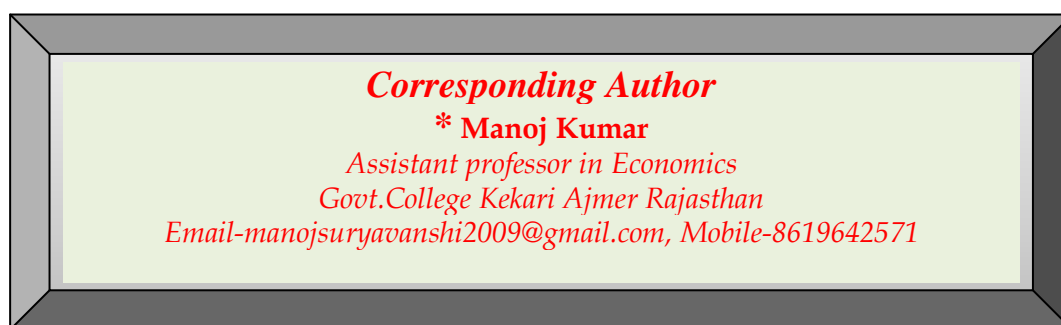 Corresponding Author
* Manoj Kumar
Assistant professor in Economics
Govt.College Kekari Ajmer Rajasthan
Email-manojsuryavanshi2009@gmail.com, Mobile-8619642571